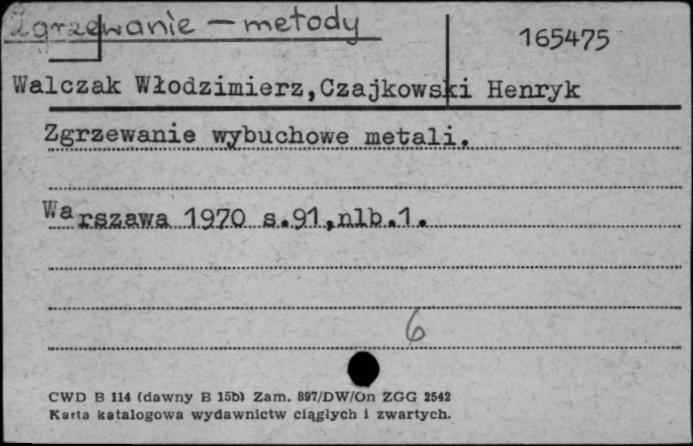 Zgrzewanie – metody
165475
Walczak Włodzimierz,Czajkowski Henryk
Zgrzewanie wybuchowe metali.
Warszawa 1970 s.91,nlb.1.
6
CWD B 114 (dawny B 15b) Zam. 897/DW/On ZGG 2542
Karta katalogowa wydawnictw ciągłych i zwartych.